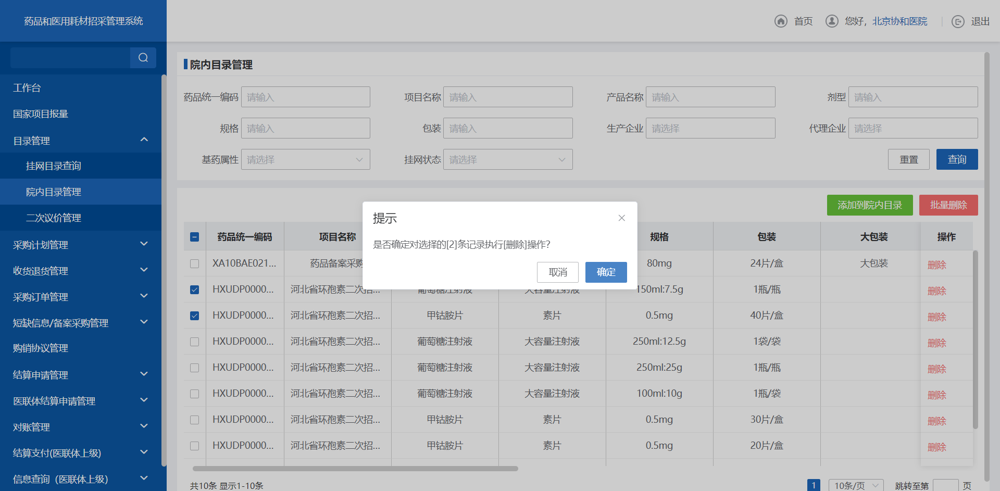 药品和医用耗材招采管理系统
首页
您好，北京协和医院
退出
工作台
国家项目报量
目录管理
挂网目录查询
院内目录管理
二次议价管理
采购计划管理
收货退货管理
采购订单管理
短缺信息/备案采购管理
购销协议管理
结算申请管理
医联体结算申请管理
对账管理
结算支付(医联体上级)
信息查询（医联体上级）
院内目录管理
药品统一编码 请输入 项目名称 请输入 产品名称 请输入 剂型 请输入
规格 请输入 包装 请输入 生产企业 请选择 代理企业 请选择
基药属性 请选择 挂网状态 请选择 重置 查询
添加到院内目录 批量删除
提示
是否确定对选择的[2]条记录执行[删除]操作?
取消 确定
药品统一编码 项目名称 规格 包装 大包装 操作
XA10BAE021... 药品备案采购 80mg 24片/盒 大包装 删除
HXUDP0000... 河北省环孢素二次招... 葡萄糖注射液 大容量注射液 150ml:7.5g 1瓶/瓶 删除
HXUDP0000... 河北省环孢素二次招... 甲钴胺片 素片 0.5mg 40片/盒 删除
HXUDP0000... 河北省环孢素二次招... 葡萄糖注射液 大容量注射液 250ml:12.5g 1袋/袋 删除
HXUDP0000... 河北省环孢素二次招... 葡萄糖注射液 大容量注射液 250ml:25g 1瓶/瓶 删除
HXUDP0000... 河北省环孢素二次招... 葡萄糖注射液 大容量注射液 100ml:10g 1瓶/袋 删除
HXUDP0000... 河北省环孢素二次招... 甲钴胺片 素片 0.5mg 30片/盒 删除
HXUDP0000... 河北省环孢素二次招... 甲钴胺片 素片 0.5mg 20片/盒 删除
共10条 显示1-10条 1 10条/页 跳转至第 页